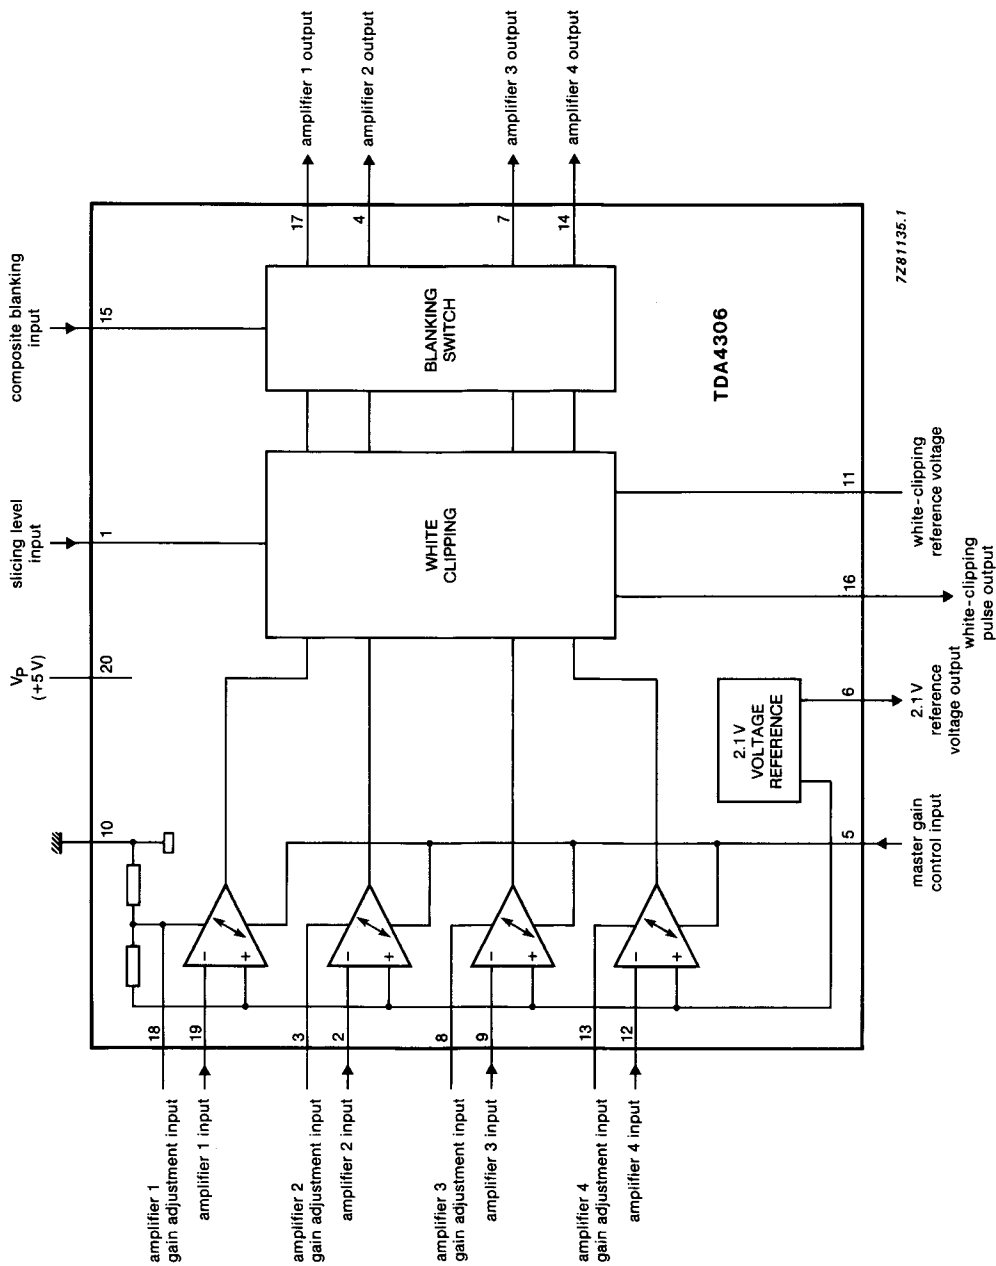 amplifier 1 output
amplifier 2 output
amplifier 3 output
amplifier 4 output
17
4
7
14
composite blanking
input
15
BLANKING
SWITCH
TDA4306
7Z81135.1
slicing level
input
1
WHITE
CLIPPING
11
white-clipping
reference voltage
16
white-clipping
pulse output
VP
(+5 V)
20
2.1 V
VOLTAGE
REFERENCE
6
2.1 V
reference
voltage output
10
5
master gain
control input
- +
- +
- +
- +
18
19
3
2
8
9
13
12
amplifier 1
gain adjustment input
amplifier 1 input
amplifier 2
gain adjustment input
amplifier 2 input
amplifier 3
gain adjustment input
amplifier 3 input
amplifier 4
gain adjustment input
amplifier 4 input